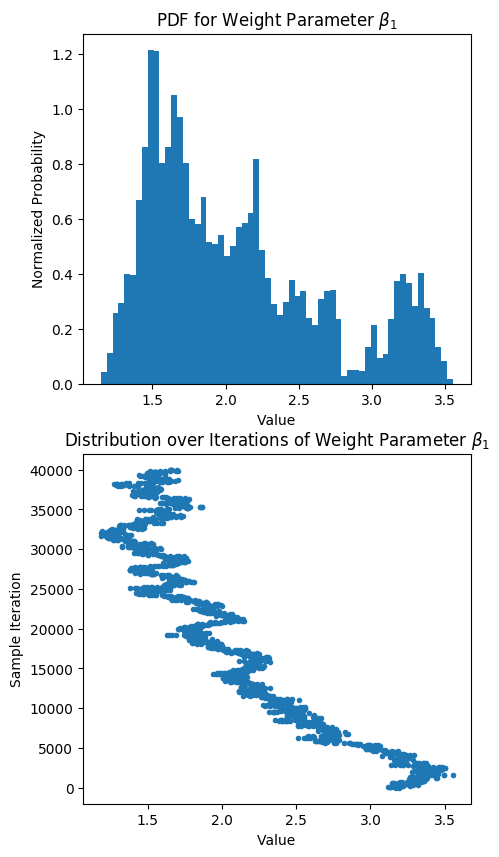 PDF for Weight Parameter β₁
1.2
1.0
0.8
0.6
0.4
0.2
0.0
Normalized Probability
1.5 2.0 2.5 3.0 3.5
Value
Distribution over Iterations of Weight Parameter β₁
40000
35000
30000
25000
20000
15000
10000
5000
0
Sample Iteration
1.5 2.0 2.5 3.0 3.5
Value